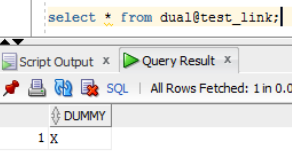 select * from dual@test_link;
Script Output x Query Result x
SQL | All Rows Fetched: 1 in 0.0
DUMMY
1 X